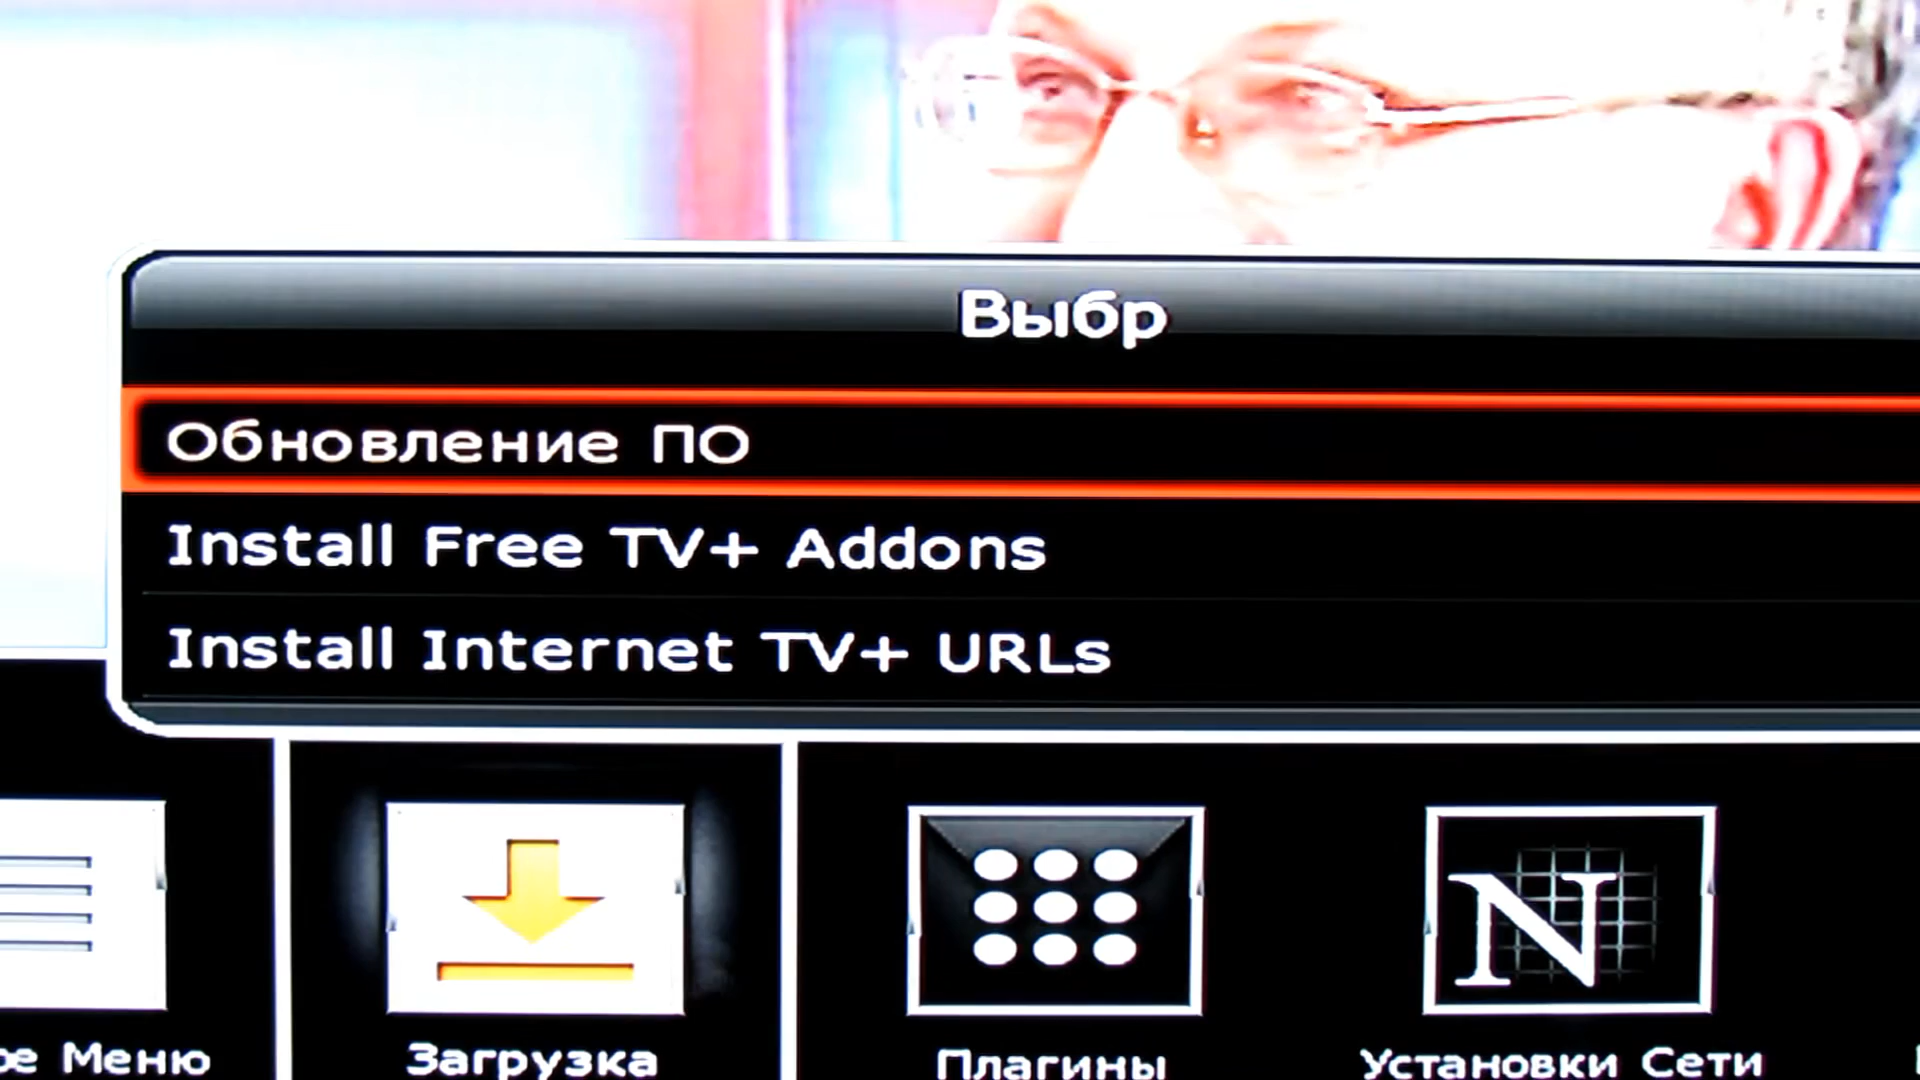 Выбр
Обновление ПО
Install Free TV+ Addons
Install Internet TV+ URLs
Меню
Загрузка
Плагины
Установки Сети